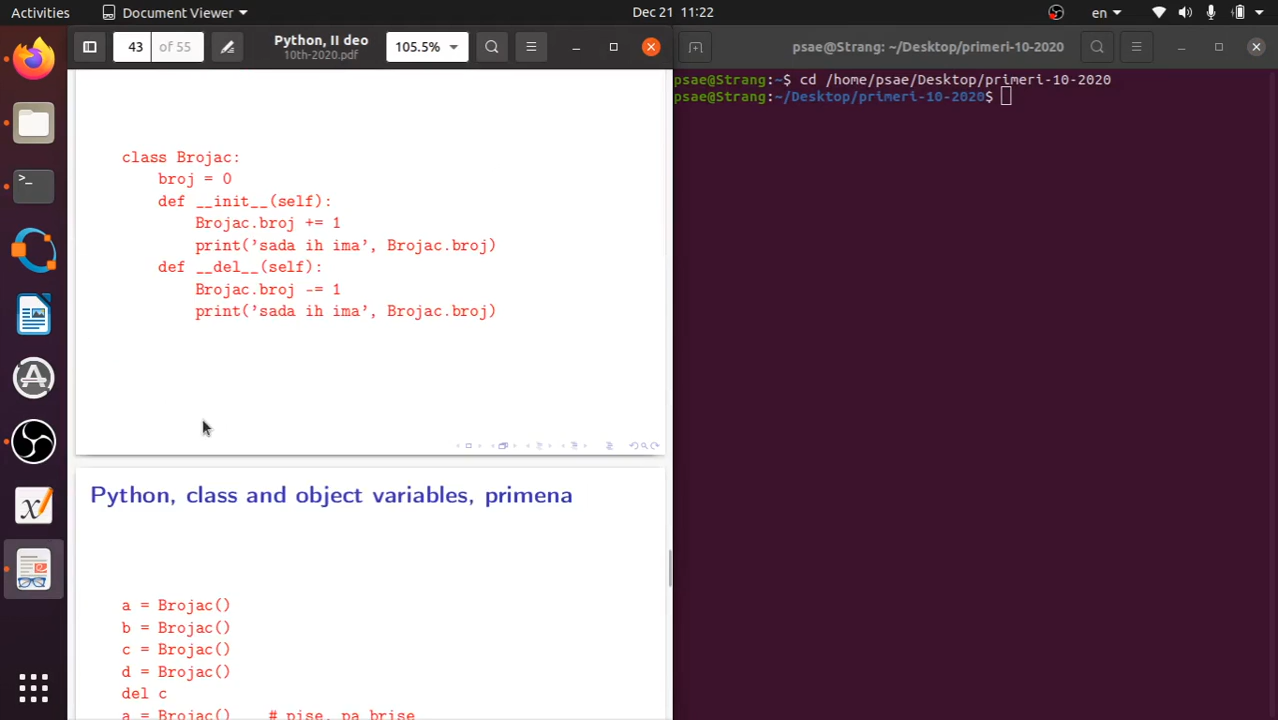 Activities
Document Viewer
Dec 21 11:22
en
43
of 55
Python, II deo
10th-2020.pdf
105.5%
psae@Strang: ~/Desktop/primeri-10-2020
class Brojac:
broj = 0
def __init__(self):
Brojac.broj += 1
print('sada ih ima', Brojac.broj)
def __del__(self):
Brojac.broj -= 1
print('sada ih ima', Brojac.broj)
Python, class and object variables, primena
a = Brojac()
b = Brojac()
c = Brojac()
d = Brojac()
del c
a = Brojac() # pise, pa brise
psae@Strang:~$ cd /home/psae/Desktop/primeri-10-2020
psae@Strang:~/Desktop/primeri-10-2020$